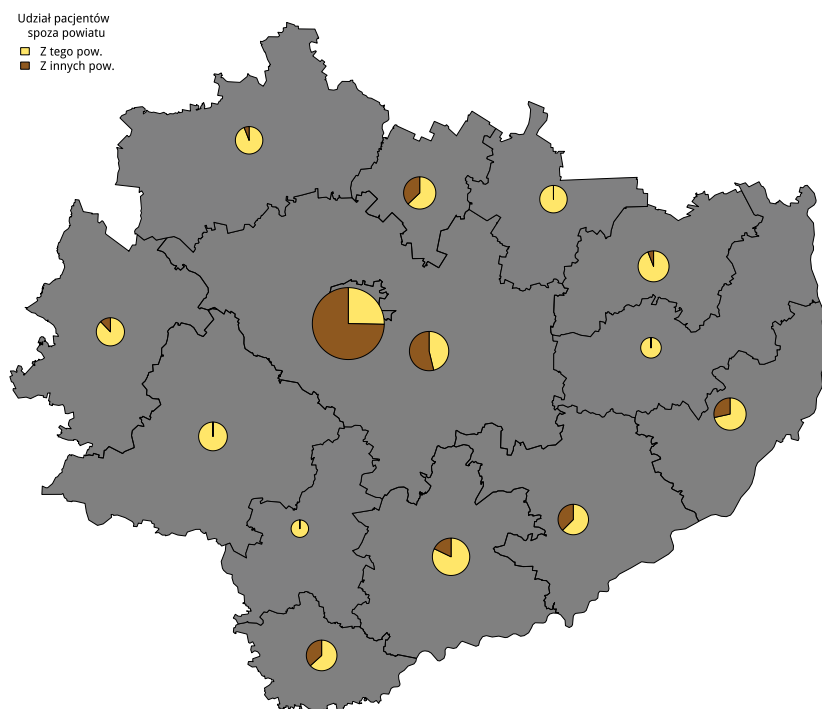 Udział pacjentów
spoza powiatu
Z tego pow.
Z innych pow.